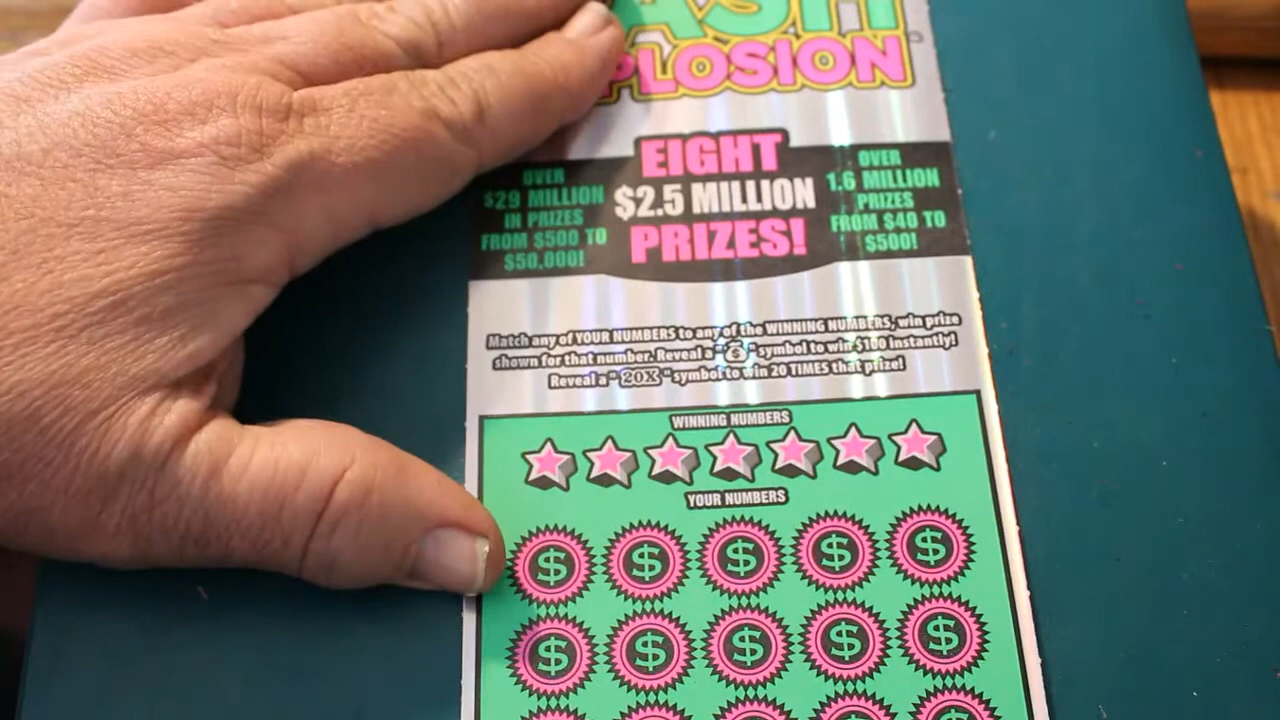 ASH
PLOSION
EIGHT
$2.5 MILLION
PRIZES!
OVER
$29 MILLION
IN PRIZES
FROM $500 TO
$50,000!
OVER
1.6 MILLION
PRIZES
FROM $40 TO
$500!
Match any of YOUR NUMBERS to any of the WINNING NUMBERS, win prize
shown for that number. Reveal a " $ " symbol to win $100 instantly!
Reveal a " 20X " symbol to win 20 TIMES that prize!
WINNING NUMBERS
YOUR NUMBERS
$ $ $ $ $
$ $ $ $ $